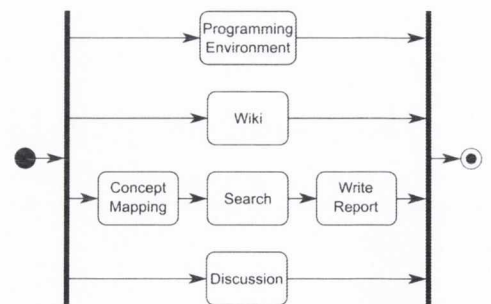 Programming
Environment
Wiki
Concept
Mapping
Search
Write
Report
Discussion